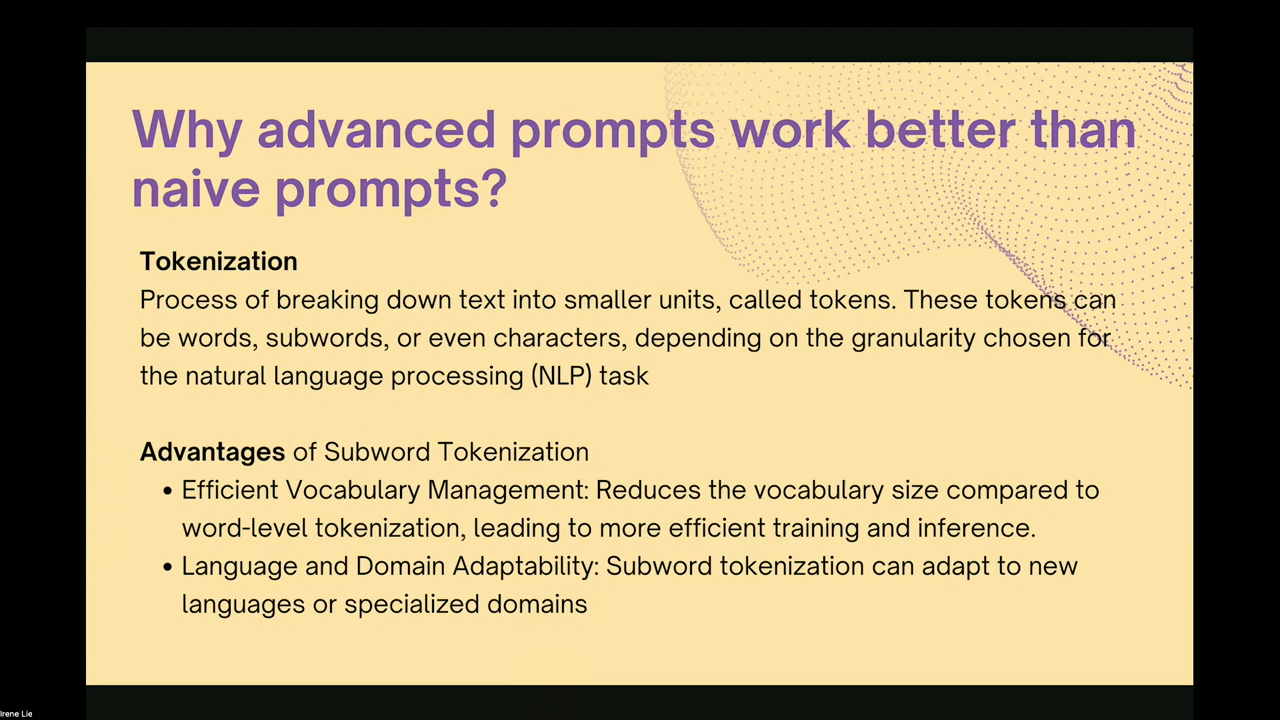 Why advanced prompts work better than
naive prompts?
Tokenization
Process of breaking down text into smaller units, called tokens. These tokens can
be words, subwords, or even characters, depending on the granularity chosen for
the natural language processing (NLP) task
Advantages of Subword Tokenization
• Efficient Vocabulary Management: Reduces the vocabulary size compared to
word-level tokenization, leading to more efficient training and inference.
• Language and Domain Adaptability: Subword tokenization can adapt to new
languages or specialized domains
Irene Lie